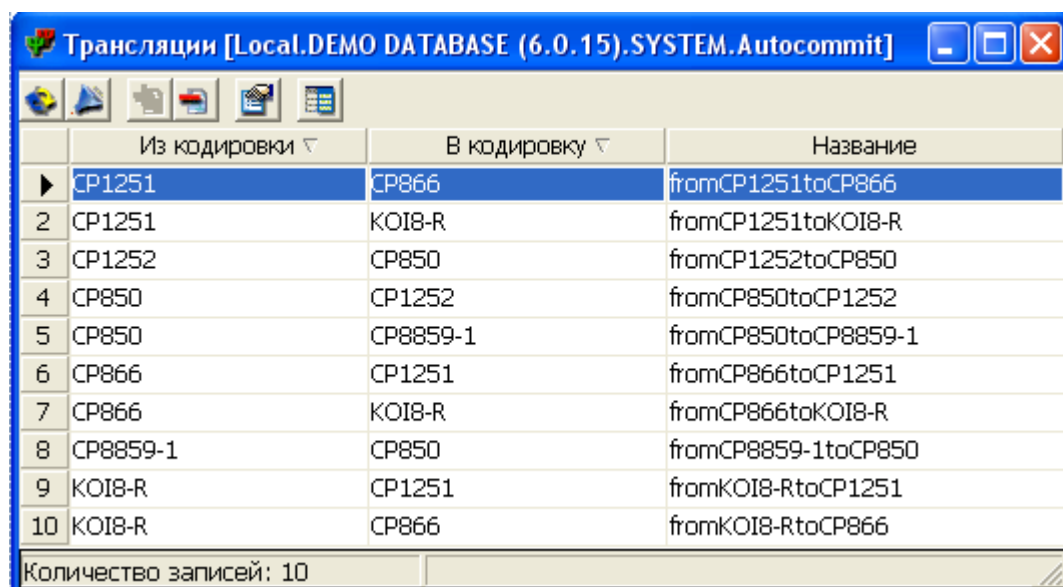 Трансляции [Local.DEMO DATABASE (6.0.15).SYSTEM.Autocommit]
Из кодировки В кодировку Название
CP1251 CP866 fromCP1251toCP866
2 CP1251 KOI8-R fromCP1251toKOI8-R
3 CP1252 CP850 fromCP1252toCP850
4 CP850 CP1252 fromCP850toCP1252
5 CP850 CP8859-1 fromCP850toCP8859-1
6 CP866 CP1251 fromCP866toCP1251
7 CP866 KOI8-R fromCP866toKOI8-R
8 CP8859-1 CP850 fromCP8859-1toCP850
9 KOI8-R CP1251 fromKOI8-RtoCP1251
10 KOI8-R CP866 fromKOI8-RtoCP866
Количество записей: 10